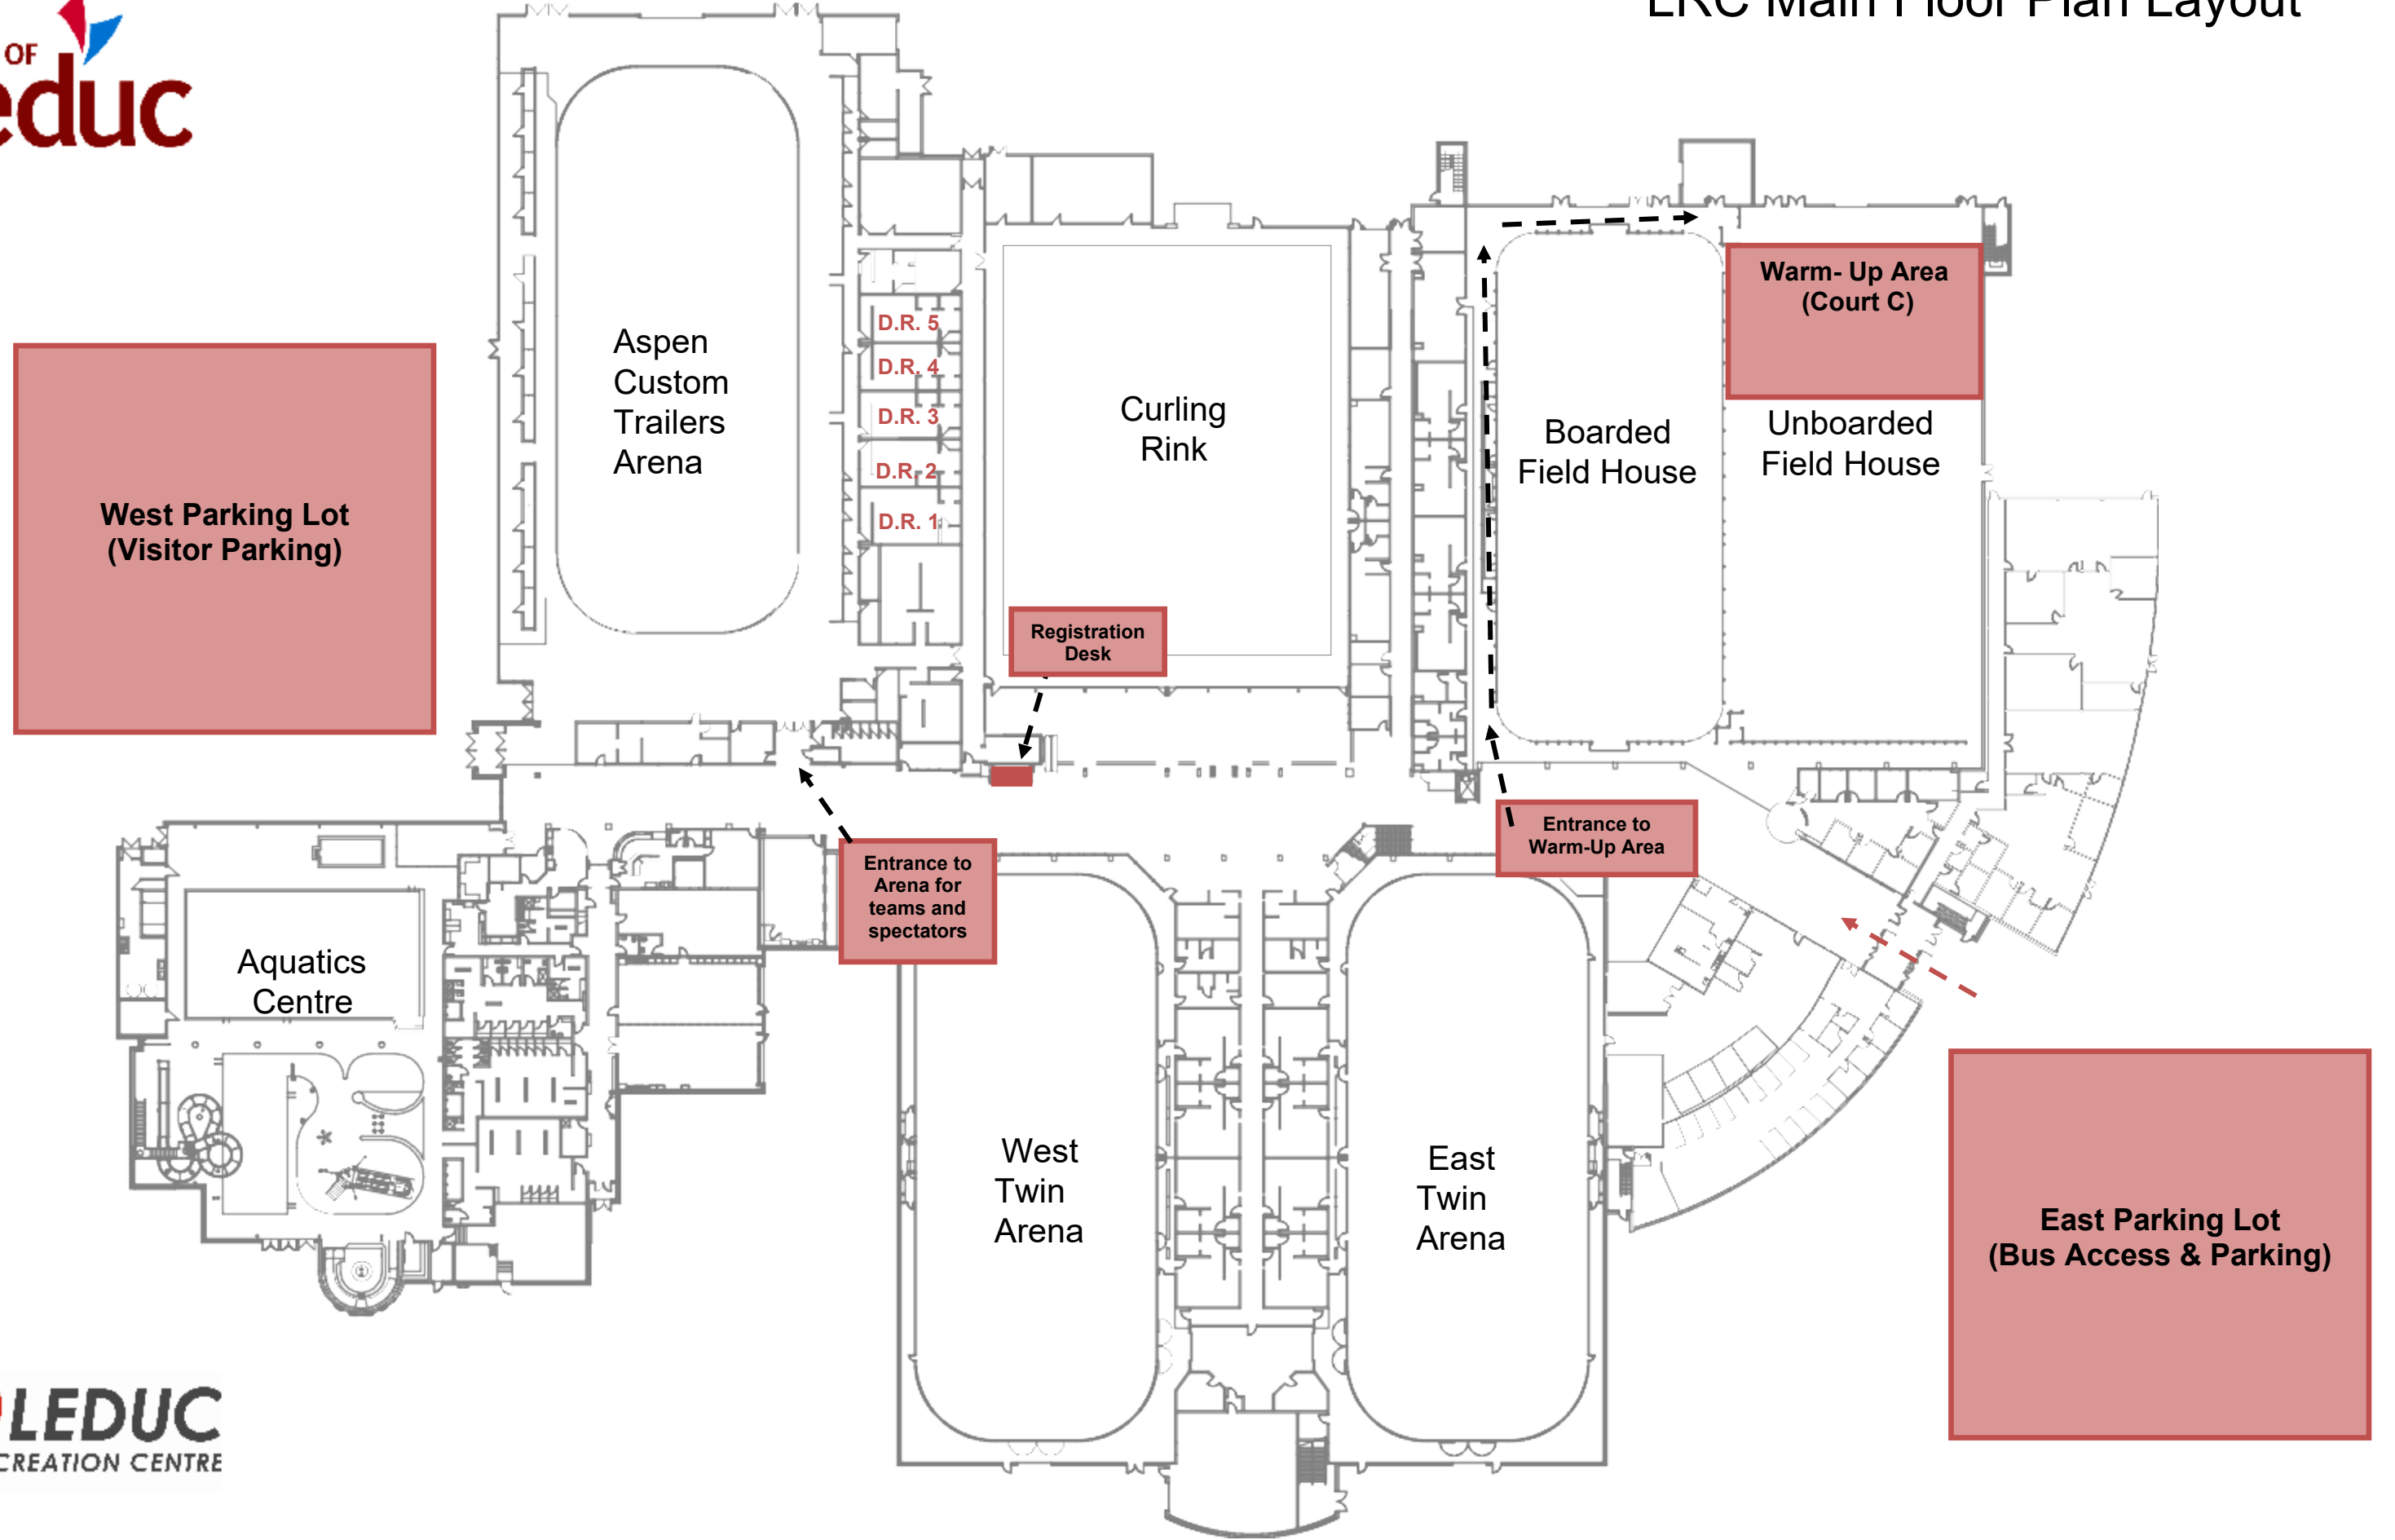 LRC Main Floor Plan Layout
OF
educ
Aspen
Custom
Trailers
Arena
D.R. 5
D.R. 4
D.R. 3
D.R. 2
D.R. 1
Curling
Rink
Boarded
Field House
Warm- Up Area
(Court C)
Unboarded
Field House
West Parking Lot
(Visitor Parking)
Registration
Desk
Entrance to
Arena for
teams and
spectators
Entrance to
Warm-Up Area
Aquatics
Centre
West
Twin
Arena
East
Twin
Arena
East Parking Lot
(Bus Access & Parking)
LEDUC
CREATION CENTRE